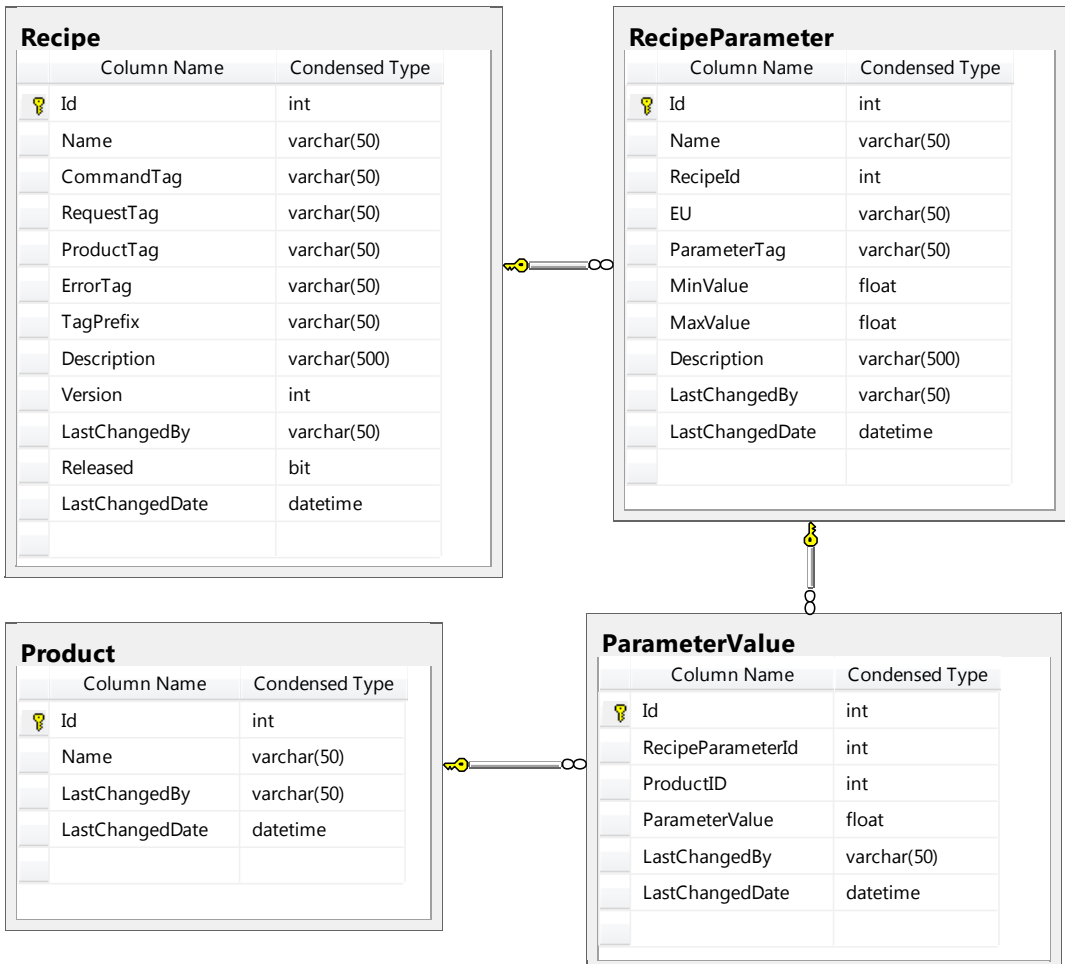 Recipe
Column Name Condensed Type
Id int
Name varchar(50)
CommandTag varchar(50)
RequestTag varchar(50)
ProductTag varchar(50)
ErrorTag varchar(50)
TagPrefix varchar(50)
Description varchar(500)
Version int
LastChangedBy varchar(50)
Released bit
LastChangedDate datetime
RecipeParameter
Column Name Condensed Type
Id int
Name varchar(50)
RecipeId int
EU varchar(50)
ParameterTag varchar(50)
MinValue float
MaxValue float
Description varchar(500)
LastChangedBy varchar(50)
LastChangedDate datetime
Product
Column Name Condensed Type
Id int
Name varchar(50)
LastChangedBy varchar(50)
LastChangedDate datetime
ParameterValue
Column Name Condensed Type
Id int
RecipeParameterId int
ProductID int
ParameterValue float
LastChangedBy varchar(50)
LastChangedDate datetime